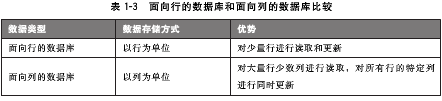 表 1-3 面向行的数据库和面向列的数据库比较
数据类型 数据存储方式 优势
面向行的数据库 以行为单位 对少量行进行读取和更新
面向列的数据库 以列为单位 对大量行少数列进行读取，对所有行的特定列
进行同时更新